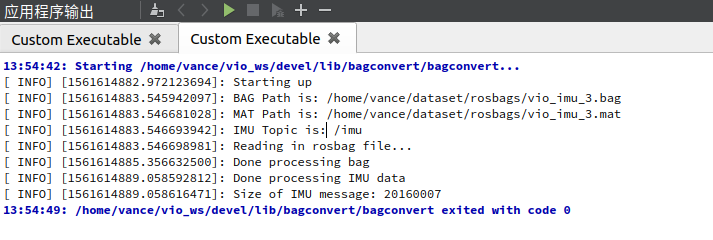 应用程序输出
Custom Executable
Custom Executable
13:54:42: Starting /home/vance/vio_ws/devel/lib/bagconvert/bagconvert...
[ INFO] [1561614882.972123694]: Starting up
[ INFO] [1561614883.545942097]: BAG Path is: /home/vance/dataset/rosbags/vio_imu_3.bag
[ INFO] [1561614883.546681028]: MAT Path is: /home/vance/dataset/rosbags/vio_imu_3.mat
[ INFO] [1561614883.546693942]: IMU Topic is: /imu
[ INFO] [1561614883.546698981]: Reading in rosbag file...
[ INFO] [1561614885.356632500]: Done processing bag
[ INFO] [1561614889.058592812]: Done processing IMU data
[ INFO] [1561614889.058616471]: Size of IMU message: 20160007
13:54:49: /home/vance/vio_ws/devel/lib/bagconvert/bagconvert exited with code 0